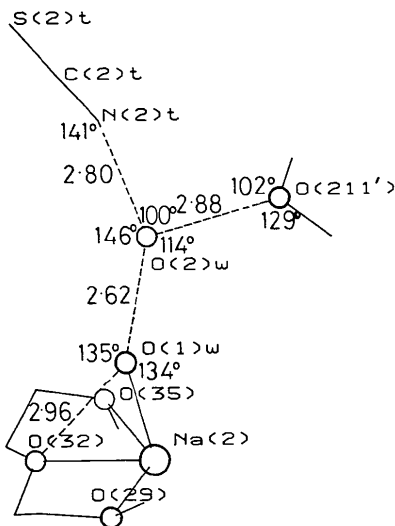 S(2)t
C(2)t
N(2)t
141°
2·80
102°
O(211')
100°
2·88
129°
146°
114°
O(2)w
2·62
135°
O(1)w
134°
O(35)
2·96
O(32)
Na(2)
O(29)